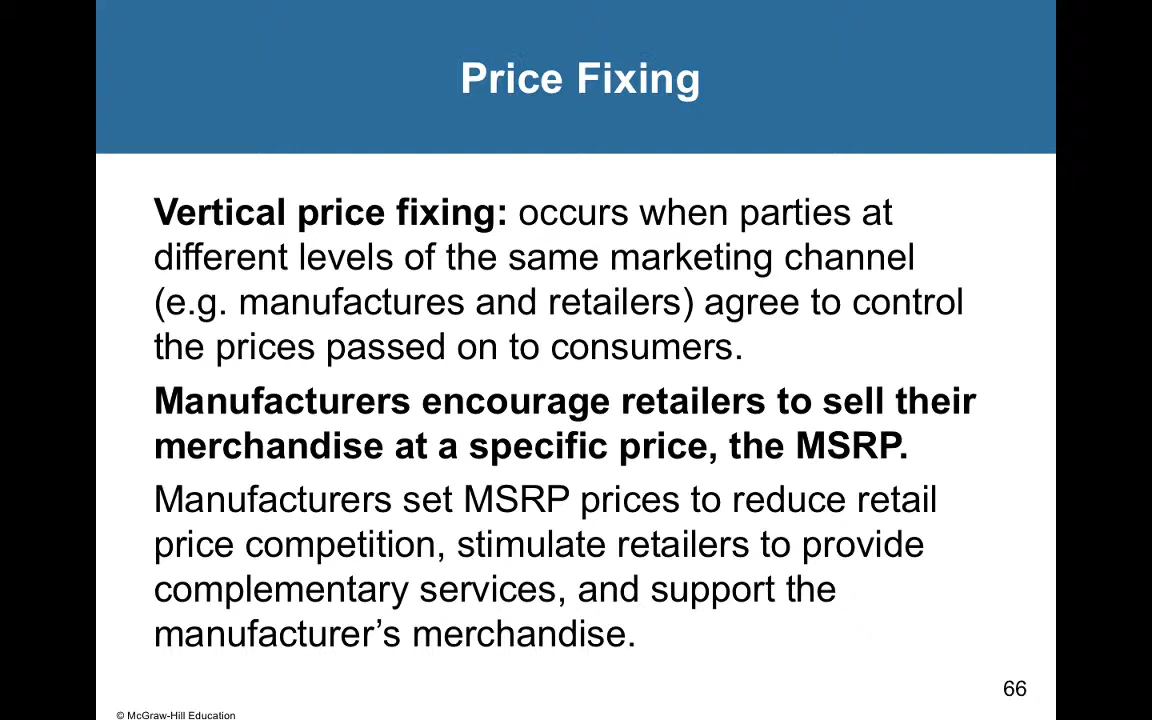 Price Fixing
Vertical price fixing: occurs when parties at
different levels of the same marketing channel
(e.g. manufactures and retailers) agree to control
the prices passed on to consumers.
Manufacturers encourage retailers to sell their
merchandise at a specific price, the MSRP.
Manufacturers set MSRP prices to reduce retail
price competition, stimulate retailers to provide
complementary services, and support the
manufacturer’s merchandise.
66
© McGraw-Hill Education